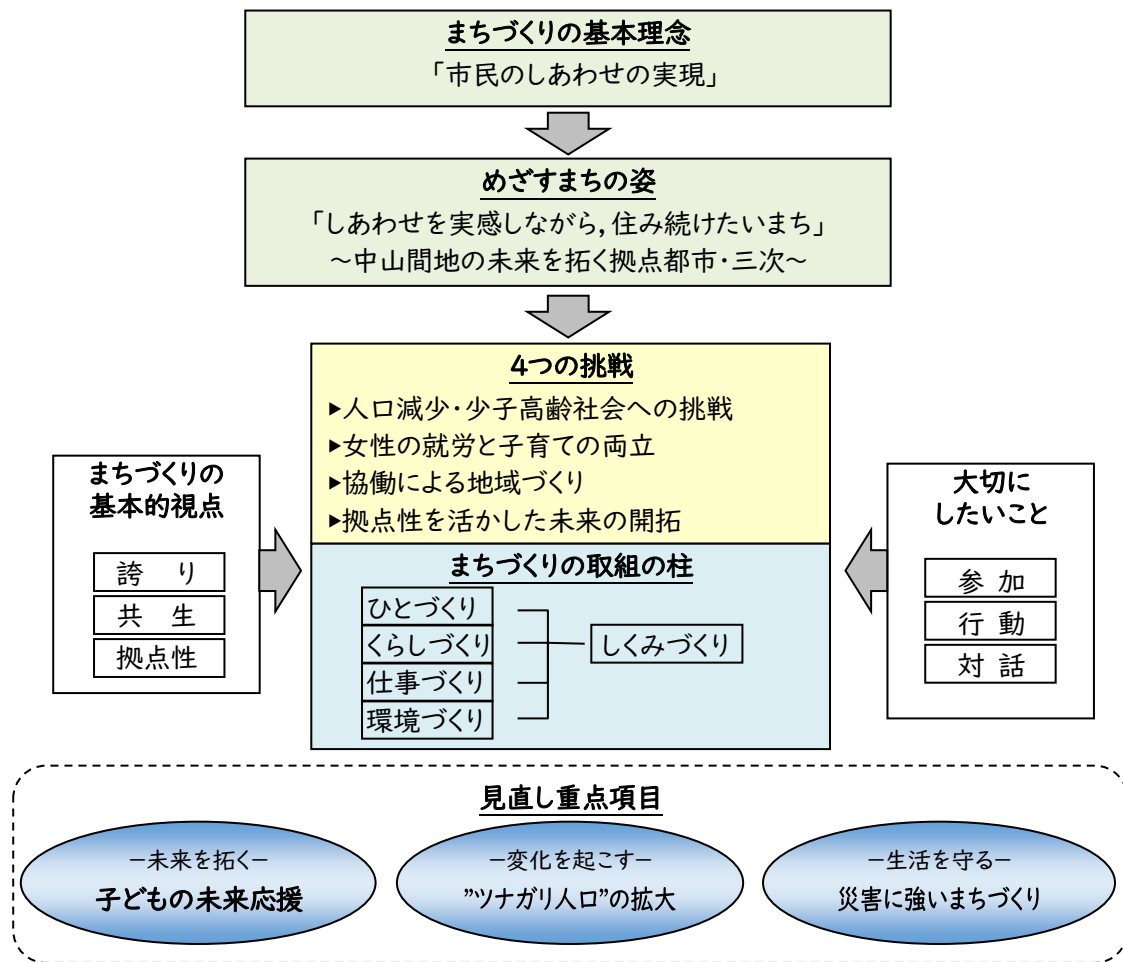 まちづくりの基本理念
「市民のしあわせの実現」
めざすまちの姿
「しあわせを実感しながら,住み続けたいまち」
～中山間地の未来を拓く拠点都市・三次～
4つの挑戦
▶人口減少・少子高齢社会への挑戦
▶女性の就労と子育ての両立
▶協働による地域づくり
▶拠点性を活かした未来の開拓
まちづくりの
基本的視点
誇　り
共　生
拠点性
まちづくりの取組の柱
ひとづくり
くらしづくり
仕事づくり
環境づくり
しくみづくり
大切に
したいこと
参 加
行 動
対 話
見直し重点項目
－未来を拓く－
子どもの未来応援
－変化を起こす－
”ツナガリ人口”の拡大
－生活を守る－
災害に強いまちづくり